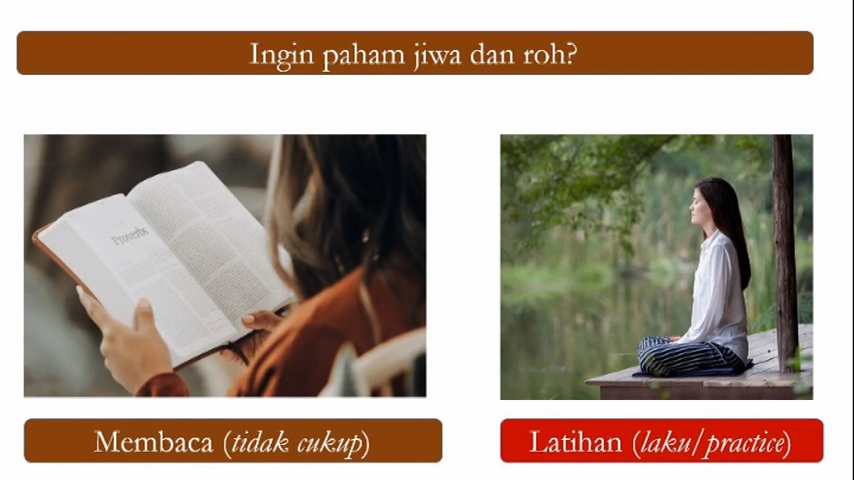 Ingin paham jiwa dan roh?
Proverbs
Membaca (tidak cukup)
Latihan (laku/practice)